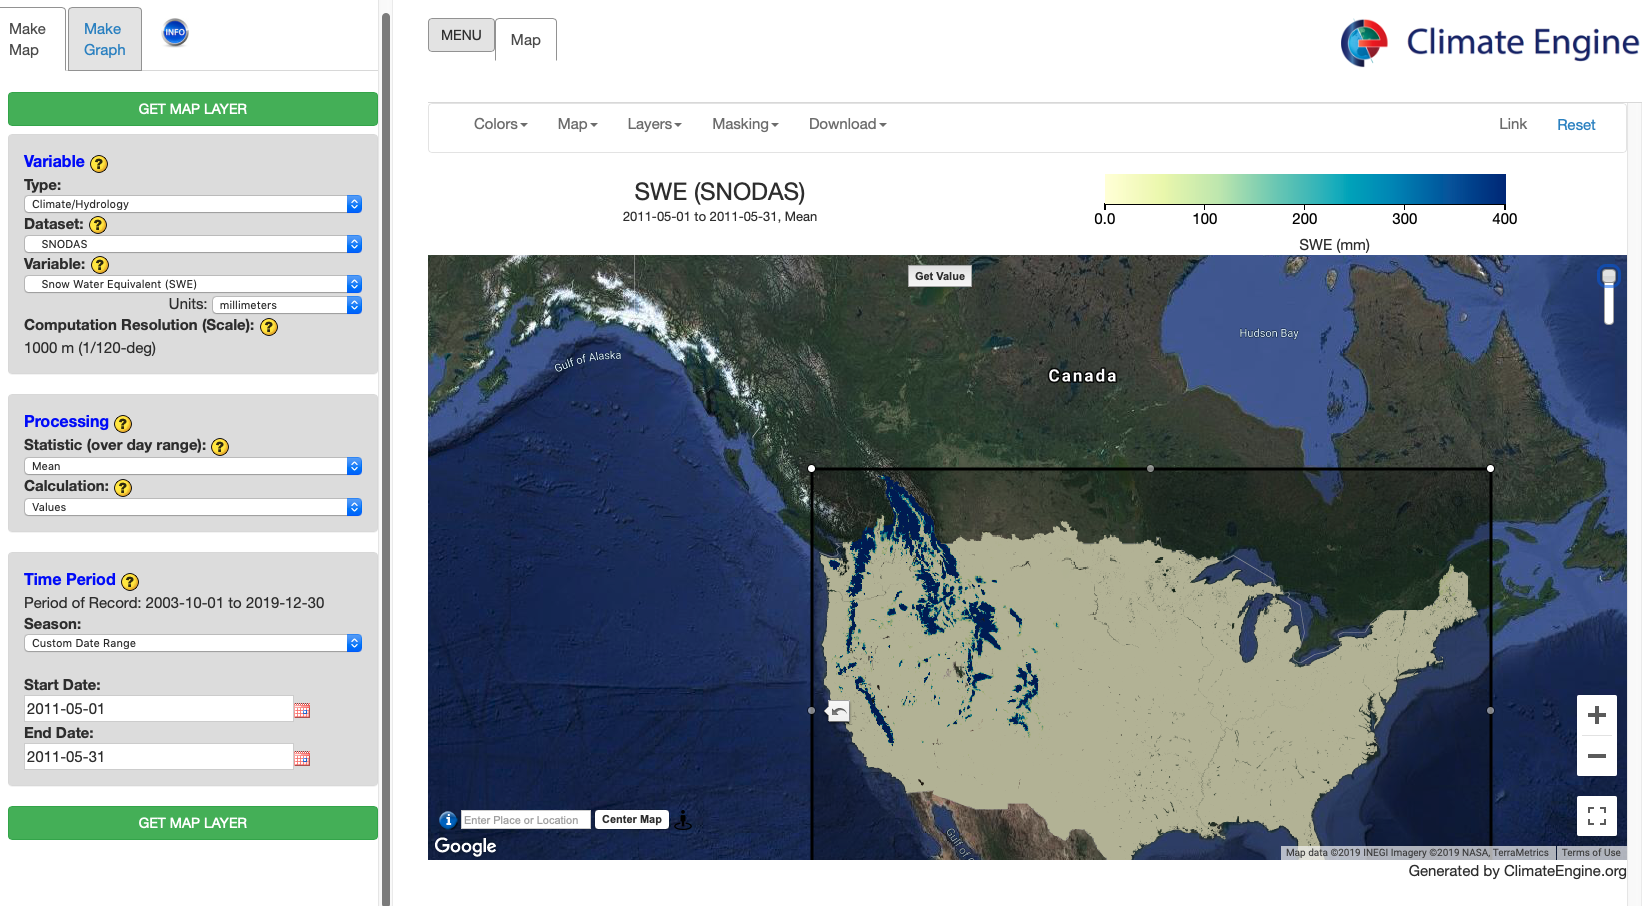 Make
Map
Make
Graph
INFO
GET MAP LAYER
Variable ?
Type:
Climate/Hydrology
Dataset: ?
SNODAS
Variable: ?
Snow Water Equivalent (SWE)
Units: millimeters
Computation Resolution (Scale): ?
1000 m (1/120-deg)
Processing ?
Statistic (over day range): ?
Mean
Calculation: ?
Values
Time Period ?
Period of Record: 2003-10-01 to 2019-12-30
Season:
Custom Date Range
Start Date:
2011-05-01
End Date:
2011-05-31
GET MAP LAYER
MENU
Map
Climate Engine
Colors
Map
Layers
Masking
Download
Link
Reset
SWE (SNODAS)
2011-05-01 to 2011-05-31, Mean
0.0 100 200 300 400
SWE (mm)
Get Value
Hudson Bay
Gulf of Alaska
Canada
Gulf of C
i
Enter Place or Location
Center Map
Google
Map data ©2019 INEGI Imagery ©2019 NASA, TerraMetrics
Terms of Use
Generated by ClimateEngine.org